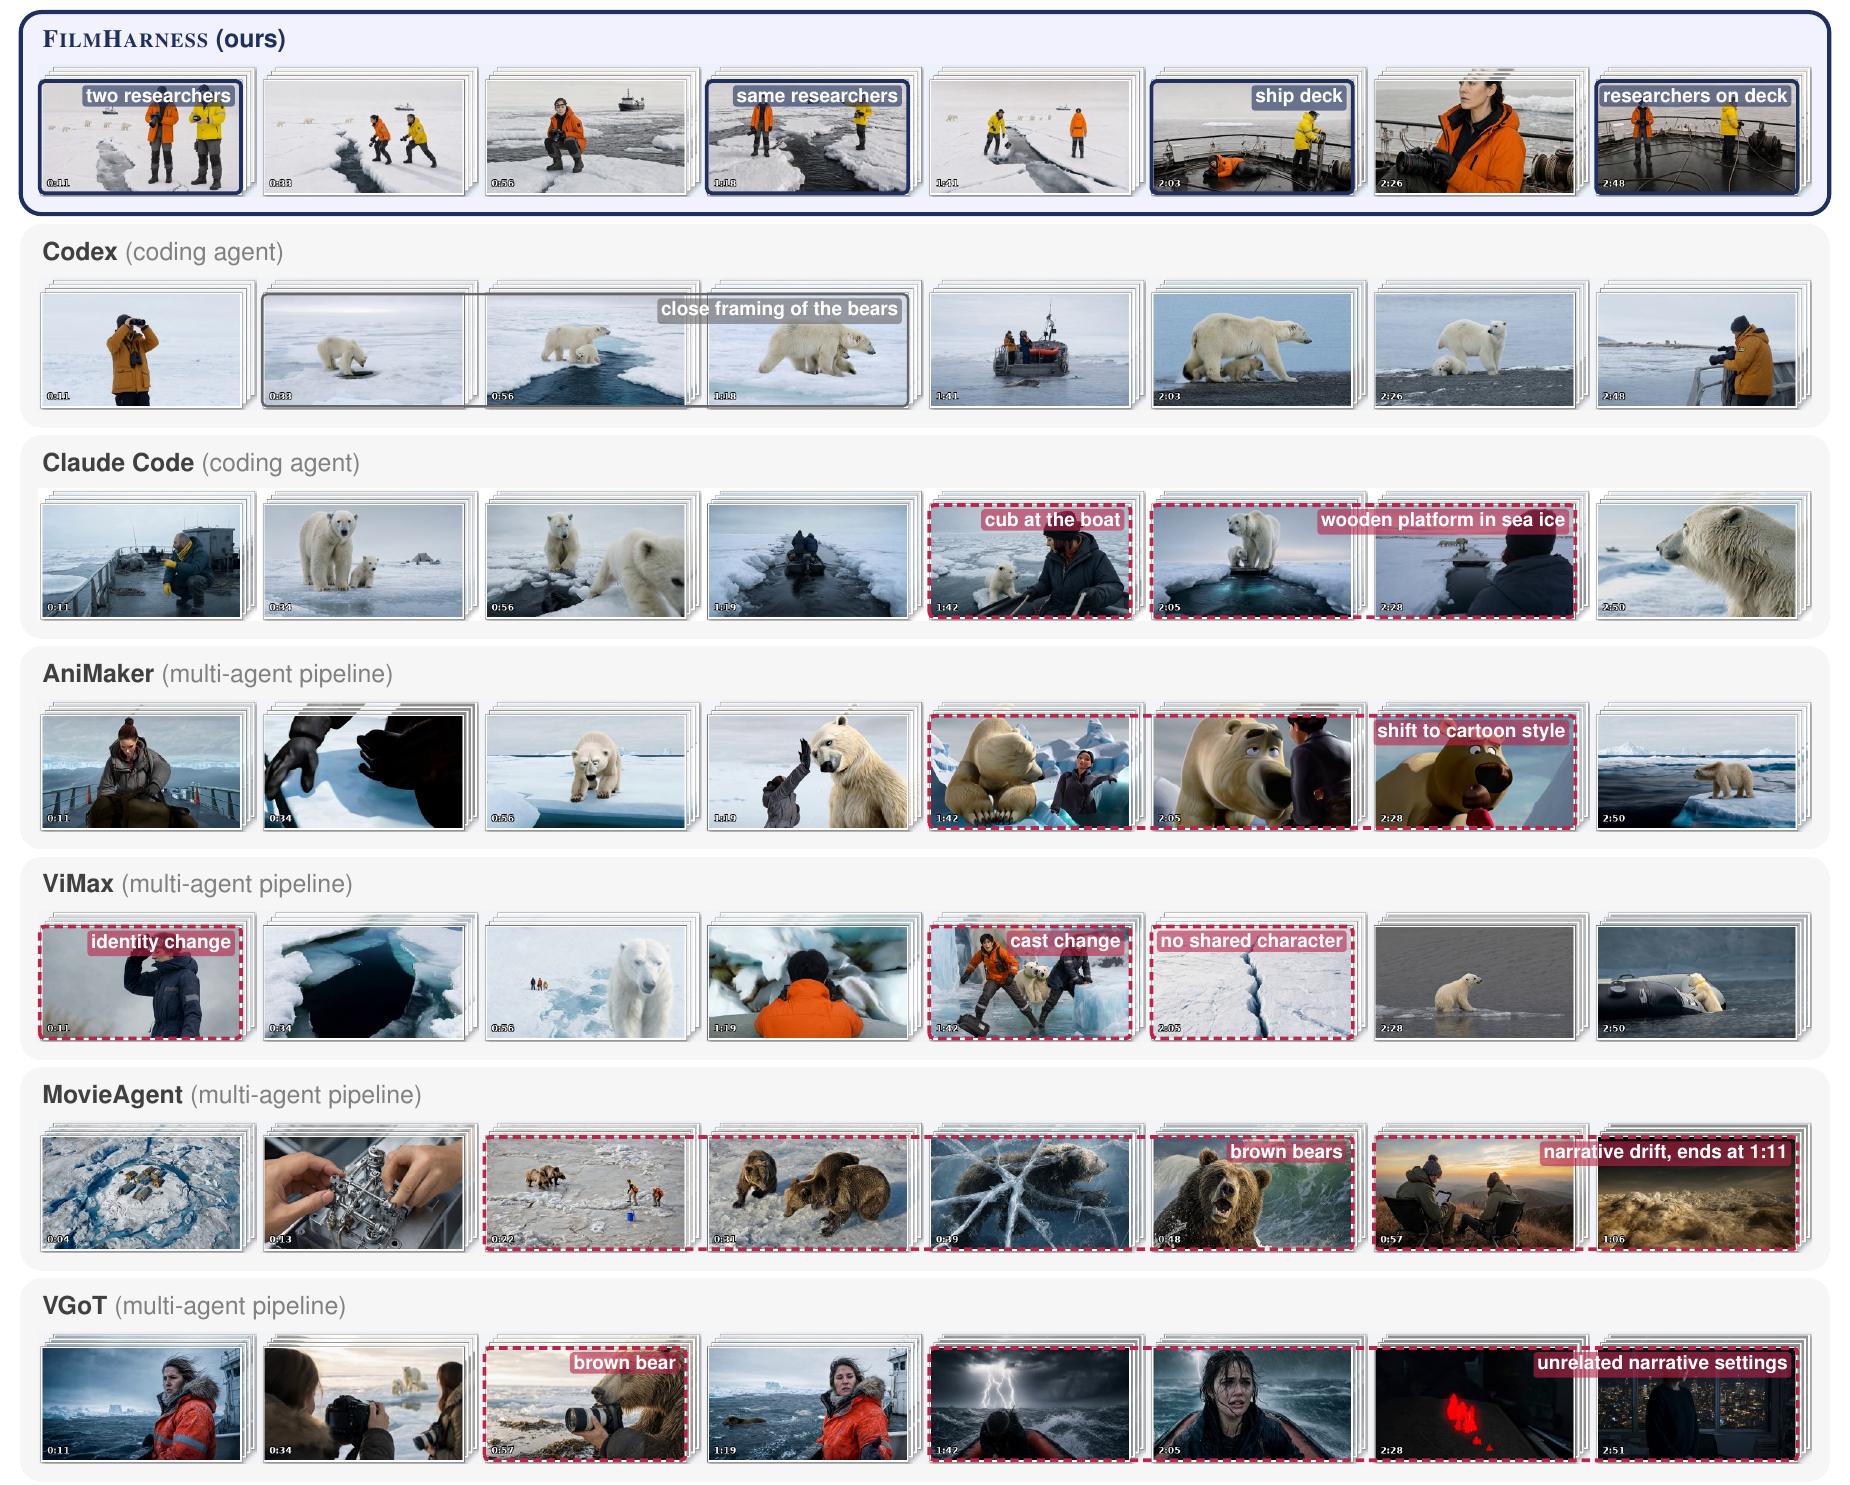 FILMHARNESS (ours)
two researchers
same researchers
ship deck
researchers on deck
0:11
0:33
0:56
1:18
1:41
2:03
2:26
2:48
Codex (coding agent)
close framing of the bears
0:11
0:33
0:56
1:18
1:41
2:03
2:26
2:48
Claude Code (coding agent)
cub at the boat
wooden platform in sea ice
0:11
0:34
0:56
1:19
1:42
2:05
2:28
2:50
AniMaker (multi-agent pipeline)
shift to cartoon style
0:11
0:34
0:56
1:19
1:42
2:05
2:28
2:50
ViMax (multi-agent pipeline)
identity change
cast change
no shared character
0:11
0:34
0:56
1:19
1:42
2:05
2:28
2:50
MovieAgent (multi-agent pipeline)
brown bears
narrative drift, ends at 1:11
0:04
0:13
0:22
0:31
0:39
0:48
0:57
1:06
VGoT (multi-agent pipeline)
brown bear
unrelated narrative settings
0:11
0:34
0:57
1:19
1:42
2:05
2:28
2:51